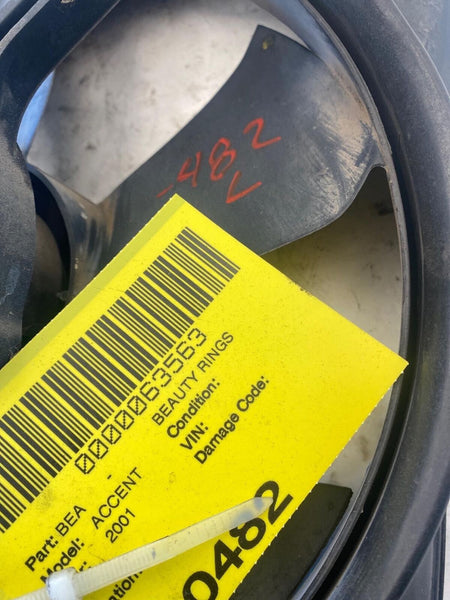 -482
V
0000063563
Part: BEA - BEAUTY RINGS
Model: ACCENT Condition:
2001 VIN:
Damage Code:
0482